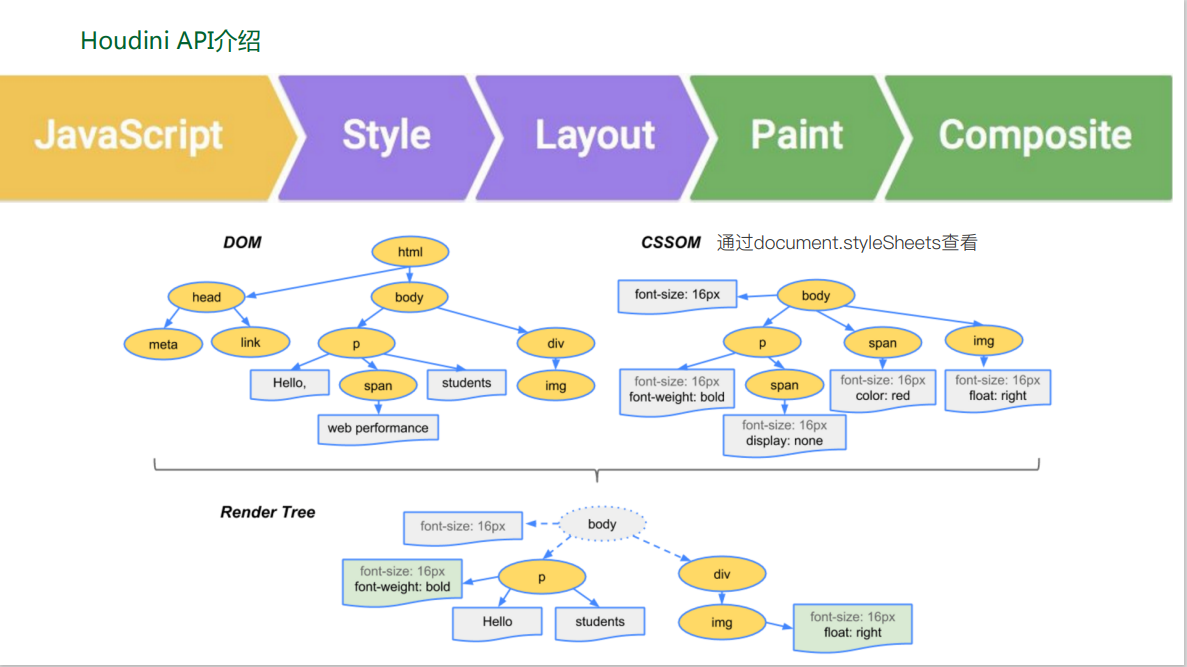 Houdini API介绍
JavaScript
Style
Layout
Paint
Composite
DOM
html
head
body
meta
link
p
div
Hello,
span
students
img
web performance
CSSOM
通过document.styleSheets查看
font-size: 16px
body
p
span
img
font-size: 16px
font-weight: bold
span
font-size: 16px
color: red
font-size: 16px
float: right
font-size: 16px
display: none
Render Tree
font-size: 16px
body
font-size: 16px
font-weight: bold
p
div
Hello
students
img
font-size: 16px
float: right